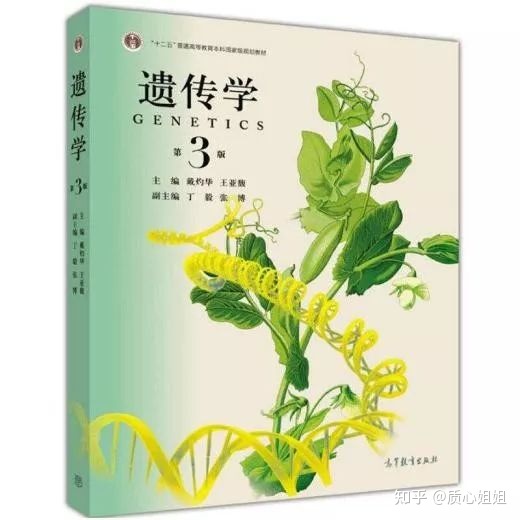 "十二五"普通高等教育本科国家级规划教材
遗传学
GENETICS
第3版
主编 戴灼华 王亚馥
副主编 丁毅 张博
遗传学
第3版
主编 戴灼华 王亚馥
副主编 丁毅 张博
高等教育出版社
知乎 @质心姐姐